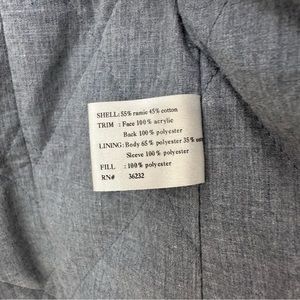 SHELL: 55% ramie 45% cotton
TRIM : Face 100% acrylic
Back 100% polyester
LINING: Body 65% polyester 35%
Sleeve 100% polyester
FILL : 100% polyester
RN# 36232